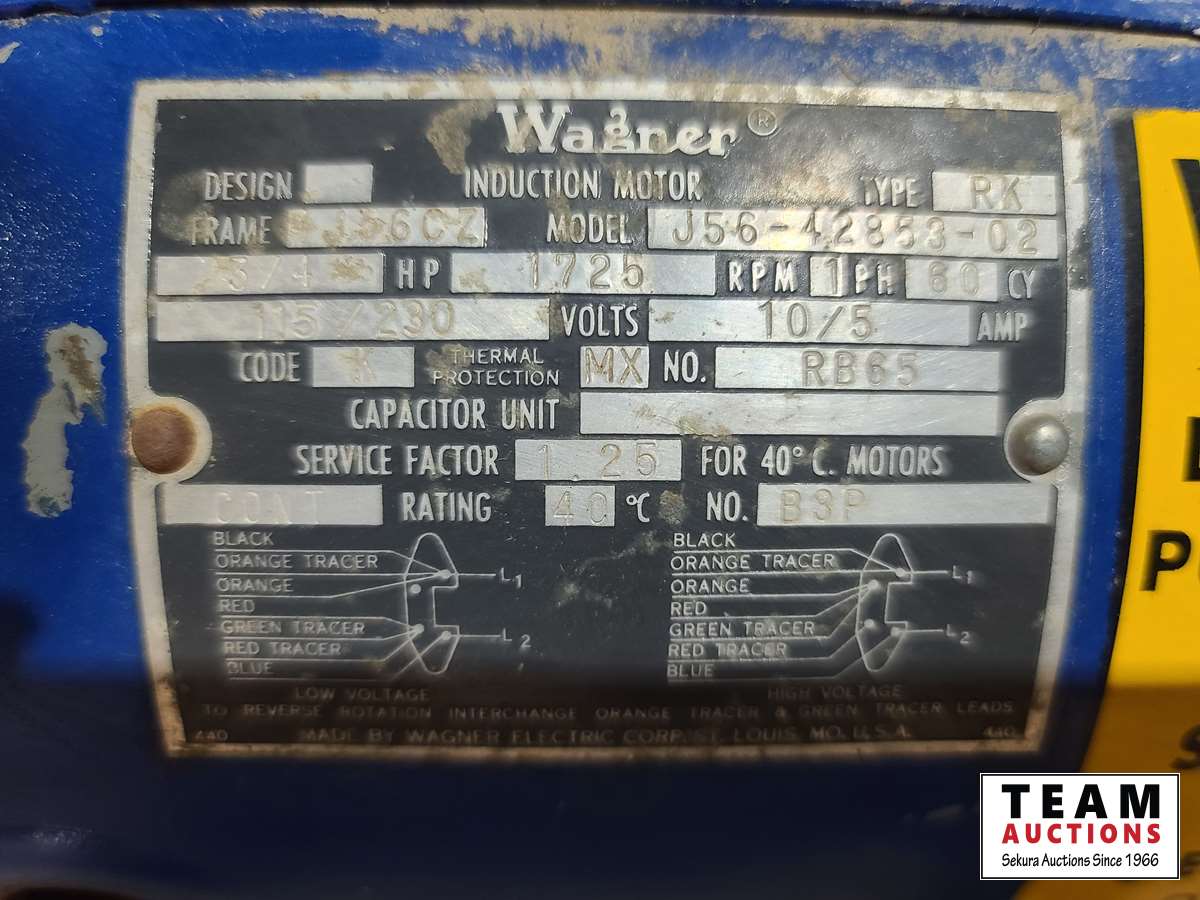 Wagner®
DESIGN INDUCTION MOTOR TYPE RK
FRAME J56CZ MODEL J56-42853-02
3/4 HP 1725 RPM 1 PH 60 CY
115/230 VOLTS 10/5 AMP
CODE K THERMAL PROTECTION MX NO. RB65
CAPACITOR UNIT
SERVICE FACTOR 1.25 FOR 40° C. MOTORS
CONT RATING 40 °C NO. B3P
BLACK
ORANGE TRACER
ORANGE
RED
GREEN TRACER
RED TRACER
BLUE
L1
L2
LOW VOLTAGE
BLACK
ORANGE TRACER
ORANGE
RED
GREEN TRACER
RED TRACER
BLUE
L1
L2
HIGH VOLTAGE
TO REVERSE ROTATION INTERCHANGE ORANGE TRACER & GREEN TRACER LEADS
MADE BY WAGNER ELECTRIC CORP., ST. LOUIS, MO. U.S.A.
TEAM
AUCTIONS
Sekura Auctions Since 1966